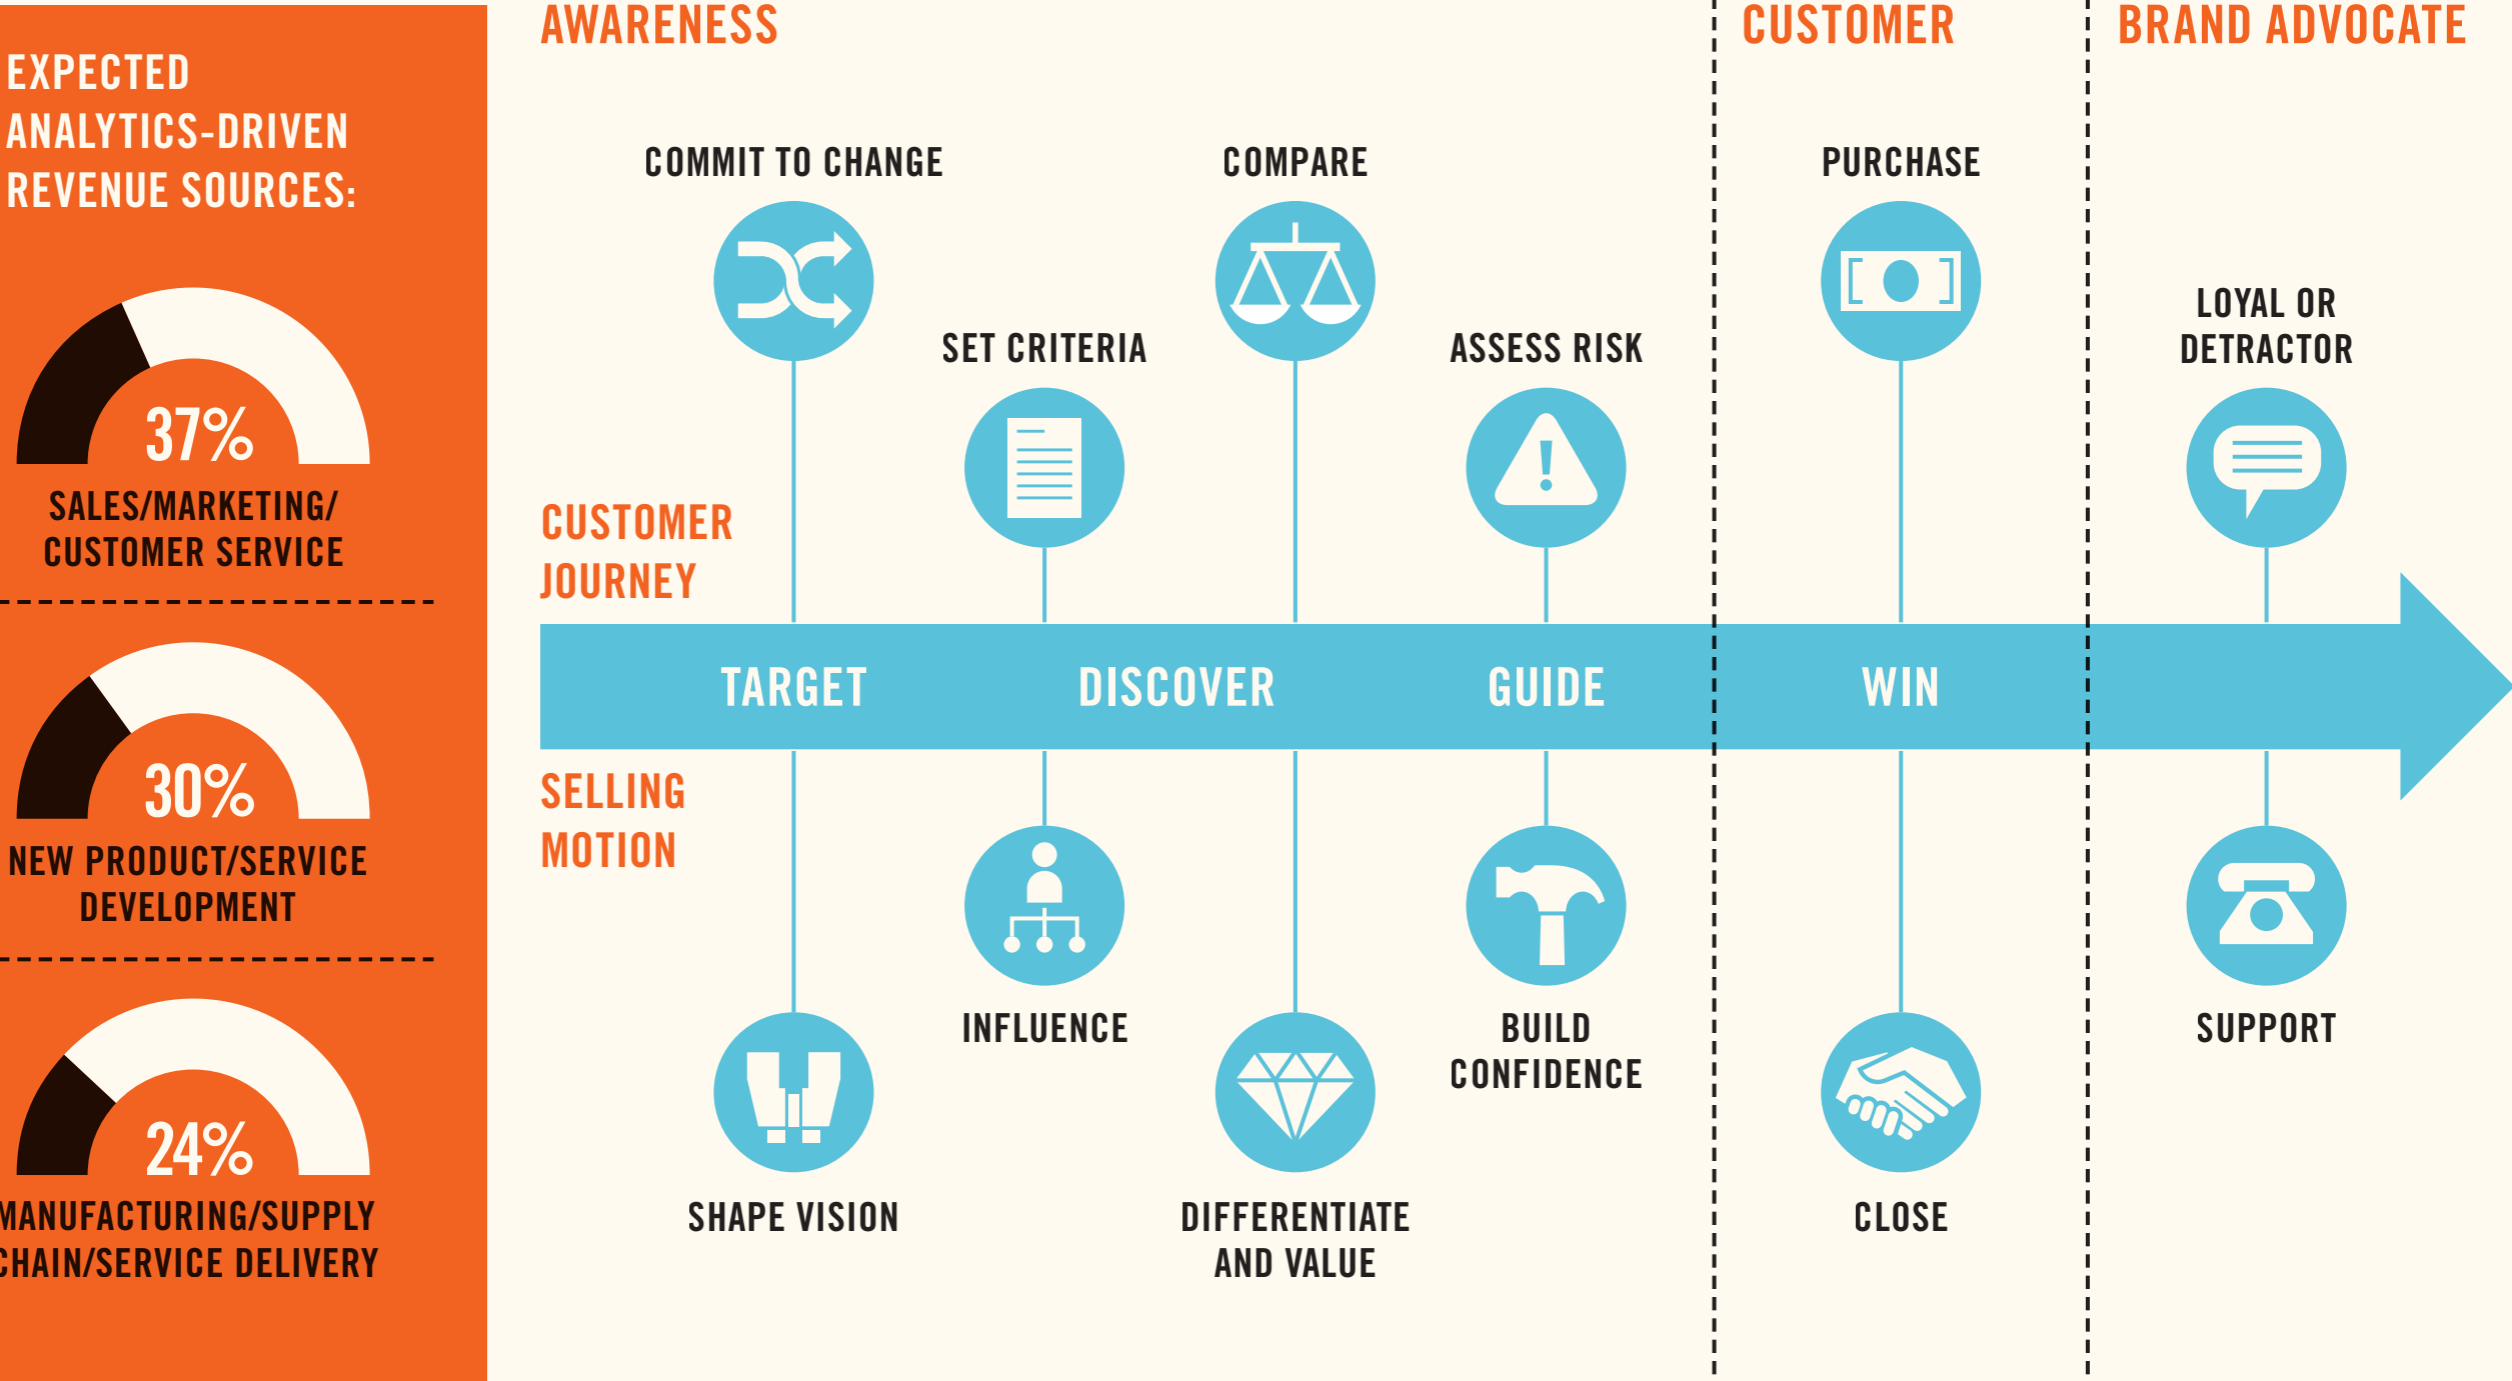 EXPECTED
ANALYTICS-DRIVEN
REVENUE SOURCES:
37%
SALES/MARKETING/
CUSTOMER SERVICE
30%
NEW PRODUCT/SERVICE
DEVELOPMENT
24%
MANUFACTURING/SUPPLY
CHAIN/SERVICE DELIVERY
AWARENESS
CUSTOMER
BRAND ADVOCATE
COMMIT TO CHANGE
COMPARE
PURCHASE
SET CRITERIA
ASSESS RISK
LOYAL OR
DETRACTOR
CUSTOMER
JOURNEY
TARGET
DISCOVER
GUIDE
WIN
SELLING
MOTION
INFLUENCE
BUILD
CONFIDENCE
SUPPORT
SHAPE VISION
DIFFERENTIATE
AND VALUE
CLOSE